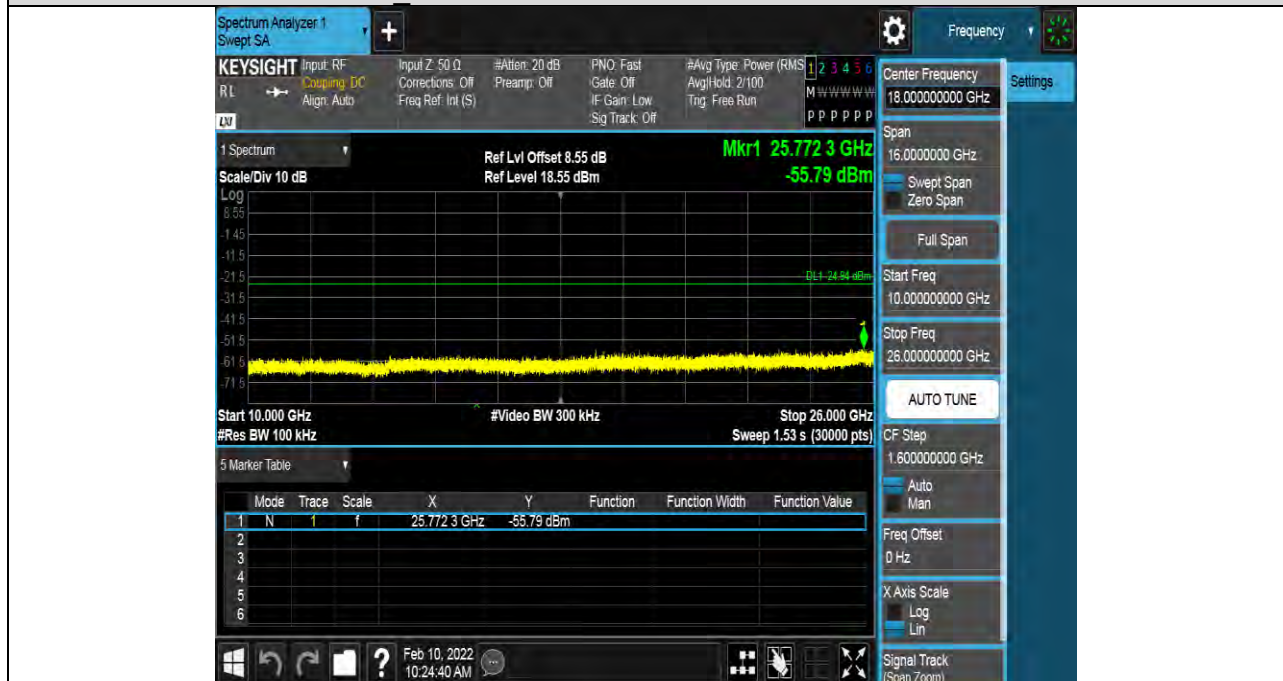 Spectrum Analyzer 1
Swept SA
+
Frequency
KEYSIGHT
RL
LXI
Input: RF
Coupling: DC
Align: Auto
Input Z: 50 Ω
Corrections: Off
Freq Ref: Int (S)
#Atten: 20 dB
Preamp: Off
PNO: Fast
Gate: Off
IF Gain: Low
Sig Track: Off
#Avg Type: Power (RMS
Avg|Hold: 2/100
Trig: Free Run
1 2 3 4 5 6
M W W W W W
P P P P P P
1 Spectrum
Scale/Div 10 dB
Ref Lvl Offset 8.55 dB
Ref Level 18.55 dBm
Mkr1 25.772 3 GHz
-55.79 dBm
Log
8.55
-1.45
-11.5
-21.5
-31.5
-41.5
-51.5
-61.5
-71.5
DL1 -24.94 dBm
1
Start 10.000 GHz
#Video BW 300 kHz
Stop 26.000 GHz
#Res BW 100 kHz
Sweep 1.53 s (30000 pts)
5 Marker Table
Mode Trace Scale X Y Function Function Width Function Value
1 N 1 f 25.772 3 GHz -55.79 dBm
2
3
4
5
6
?
Feb 10, 2022
10:24:40 AM
Center Frequency
18.000000000 GHz
Settings
Span
16.0000000 GHz
Swept Span
Zero Span
Full Span
Start Freq
10.000000000 GHz
Stop Freq
26.000000000 GHz
AUTO TUNE
CF Step
1.600000000 GHz
Auto
Man
Freq Offset
0 Hz
X Axis Scale
Log
Lin
Signal Track
(Span Zoom)